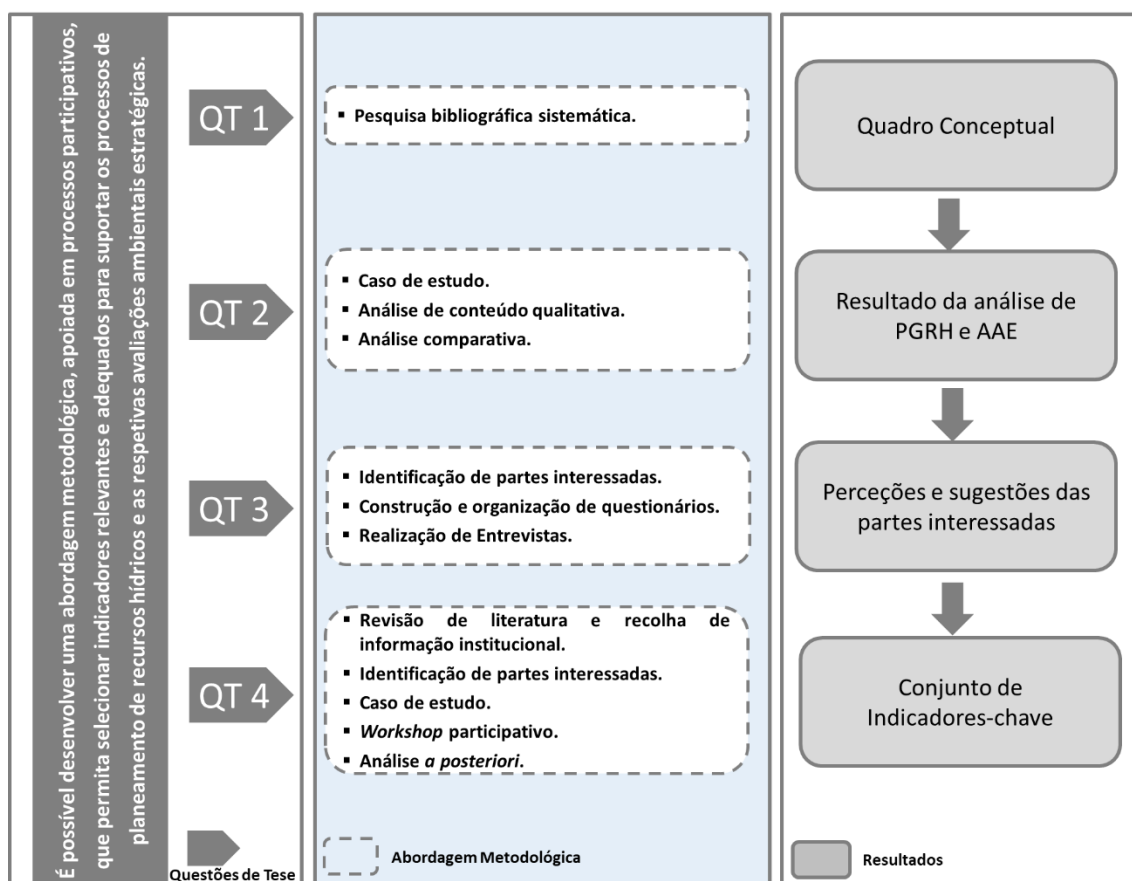 É possível desenvolver uma abordagem metodológica, apoiada em processos participativos,
que permita selecionar indicadores relevantes e adequados para suportar os processos de
planeamento de recursos hídricos e as respetivas avaliações ambientais estratégicas.
QT 1
▪ Pesquisa bibliográfica sistemática.
Quadro Conceptual
QT 2
▪ Caso de estudo.
▪ Análise de conteúdo qualitativa.
▪ Análise comparativa.
Resultado da análise de
PGRH e AAE
QT 3
▪ Identificação de partes interessadas.
▪ Construção e organização de questionários.
▪ Realização de Entrevistas.
Perceções e sugestões das
partes interessadas
QT 4
▪ Revisão de literatura e recolha de
informação institucional.
▪ Identificação de partes interessadas.
▪ Caso de estudo.
▪ Workshop participativo.
▪ Análise a posteriori.
Conjunto de
Indicadores-chave
Questões de Tese
Abordagem Metodológica
Resultados